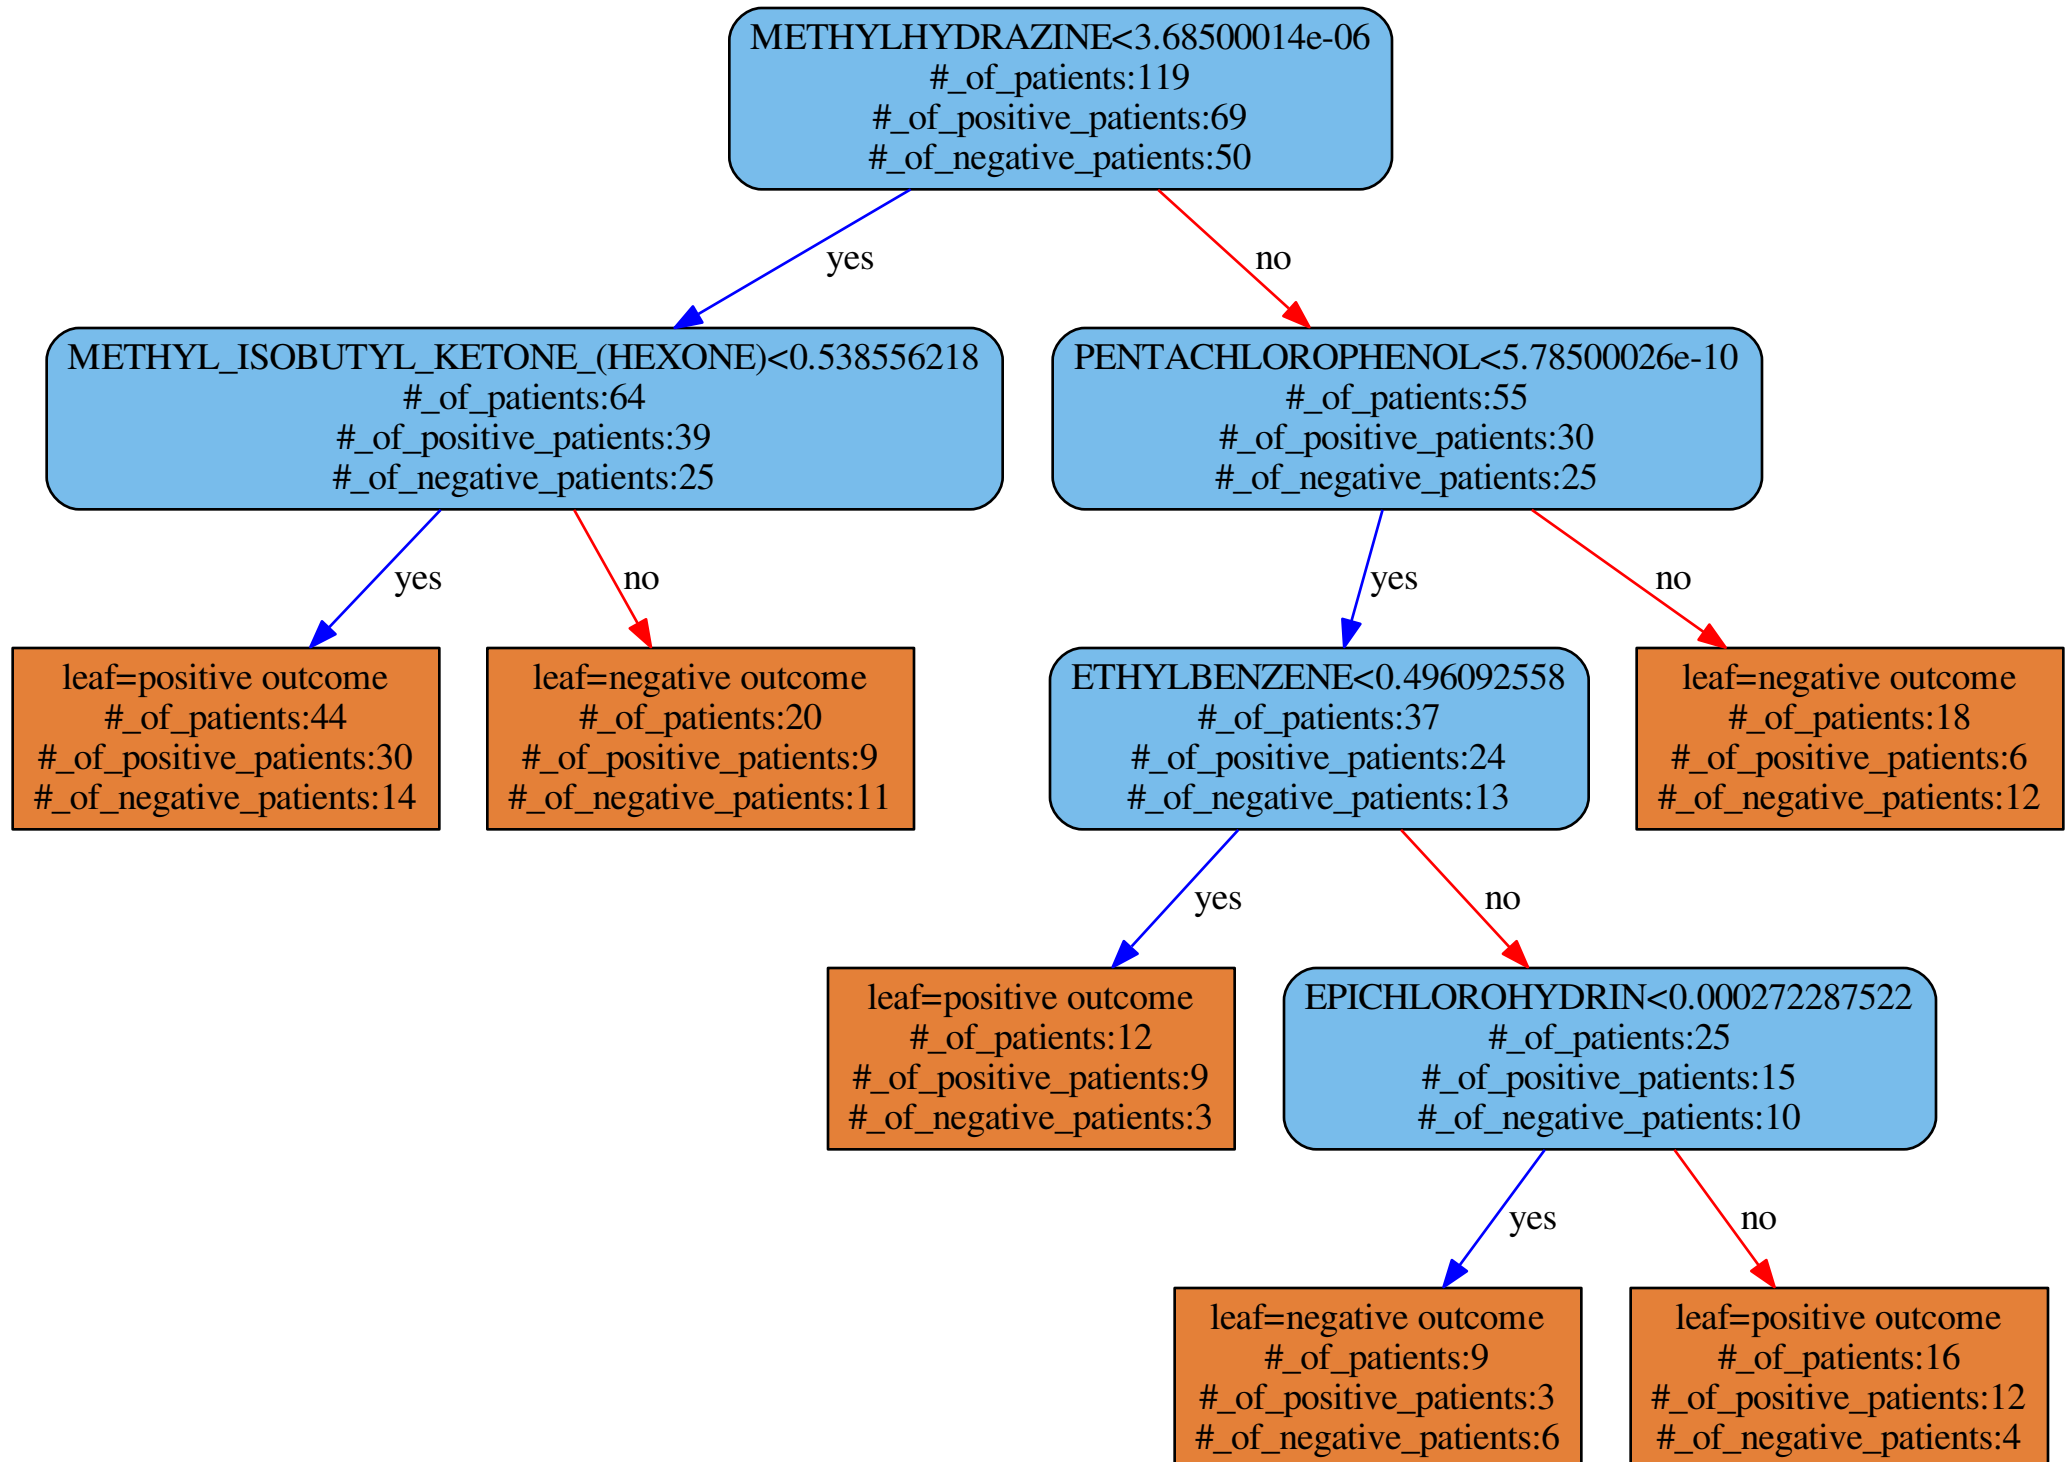 METHYLHYDRAZINE<3.68500014e-06
#_of_patients:119
#_of_positive_patients:69
#_of_negative_patients:50
yes
no
METHYL_ISOBUTYL_KETONE_(HEXONE)<0.538556218
#_of_patients:64
#_of_positive_patients:39
#_of_negative_patients:25
PENTACHLOROPHENOL<5.78500026e-10
#_of_patients:55
#_of_positive_patients:30
#_of_negative_patients:25
yes
no
yes
no
leaf=positive outcome
#_of_patients:44
#_of_positive_patients:30
#_of_negative_patients:14
leaf=negative outcome
#_of_patients:20
#_of_positive_patients:9
#_of_negative_patients:11
ETHYLBENZENE<0.496092558
#_of_patients:37
#_of_positive_patients:24
#_of_negative_patients:13
leaf=negative outcome
#_of_patients:18
#_of_positive_patients:6
#_of_negative_patients:12
yes
no
leaf=positive outcome
#_of_patients:12
#_of_positive_patients:9
#_of_negative_patients:3
EPICHLOROHYDRIN<0.000272287522
#_of_patients:25
#_of_positive_patients:15
#_of_negative_patients:10
yes
no
leaf=negative outcome
#_of_patients:9
#_of_positive_patients:3
#_of_negative_patients:6
leaf=positive outcome
#_of_patients:16
#_of_positive_patients:12
#_of_negative_patients:4